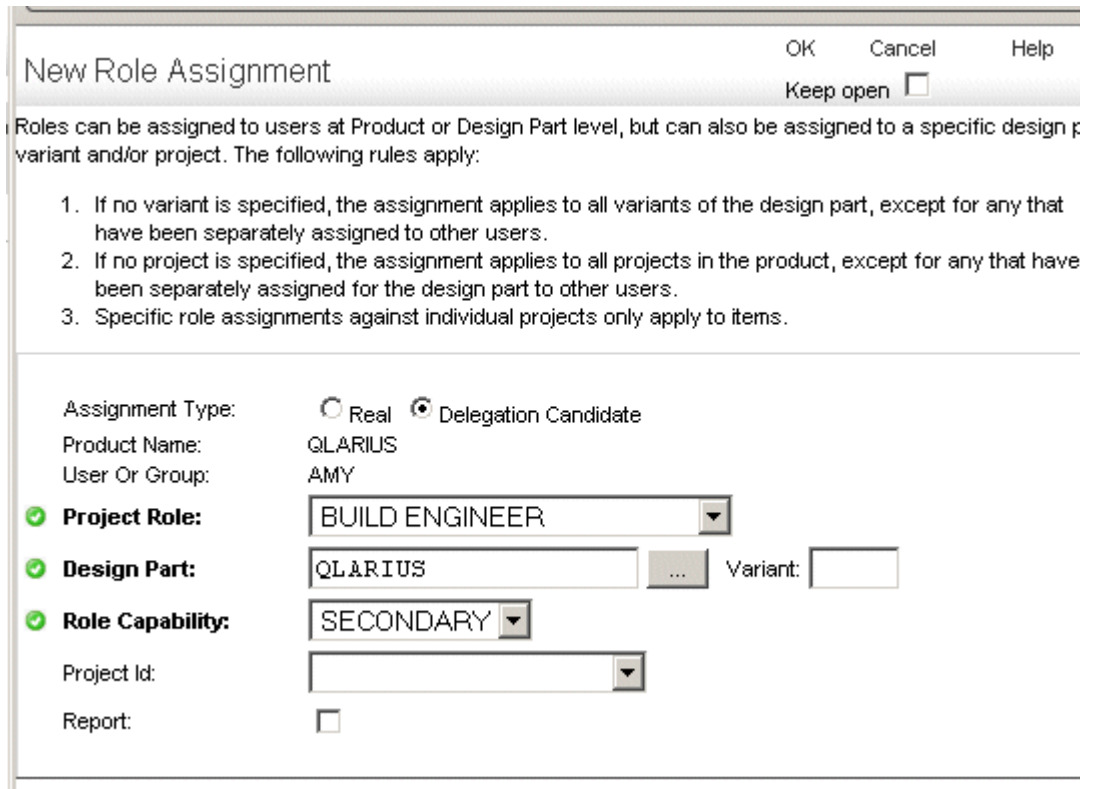 New Role Assignment
OK Cancel Help
Keep open
Roles can be assigned to users at Product or Design Part level, but can also be assigned to a specific design p
variant and/or project. The following rules apply:
1. If no variant is specified, the assignment applies to all variants of the design part, except for any that
have been separately assigned to other users.
2. If no project is specified, the assignment applies to all projects in the product, except for any that have
been separately assigned for the design part to other users.
3. Specific role assignments against individual projects only apply to items.
Assignment Type: Real Delegation Candidate
Product Name: QLARIUS
User Or Group: AMY
Project Role: BUILD ENGINEER
Design Part: QLARIUS ... Variant:
Role Capability: SECONDARY
Project Id:
Report: